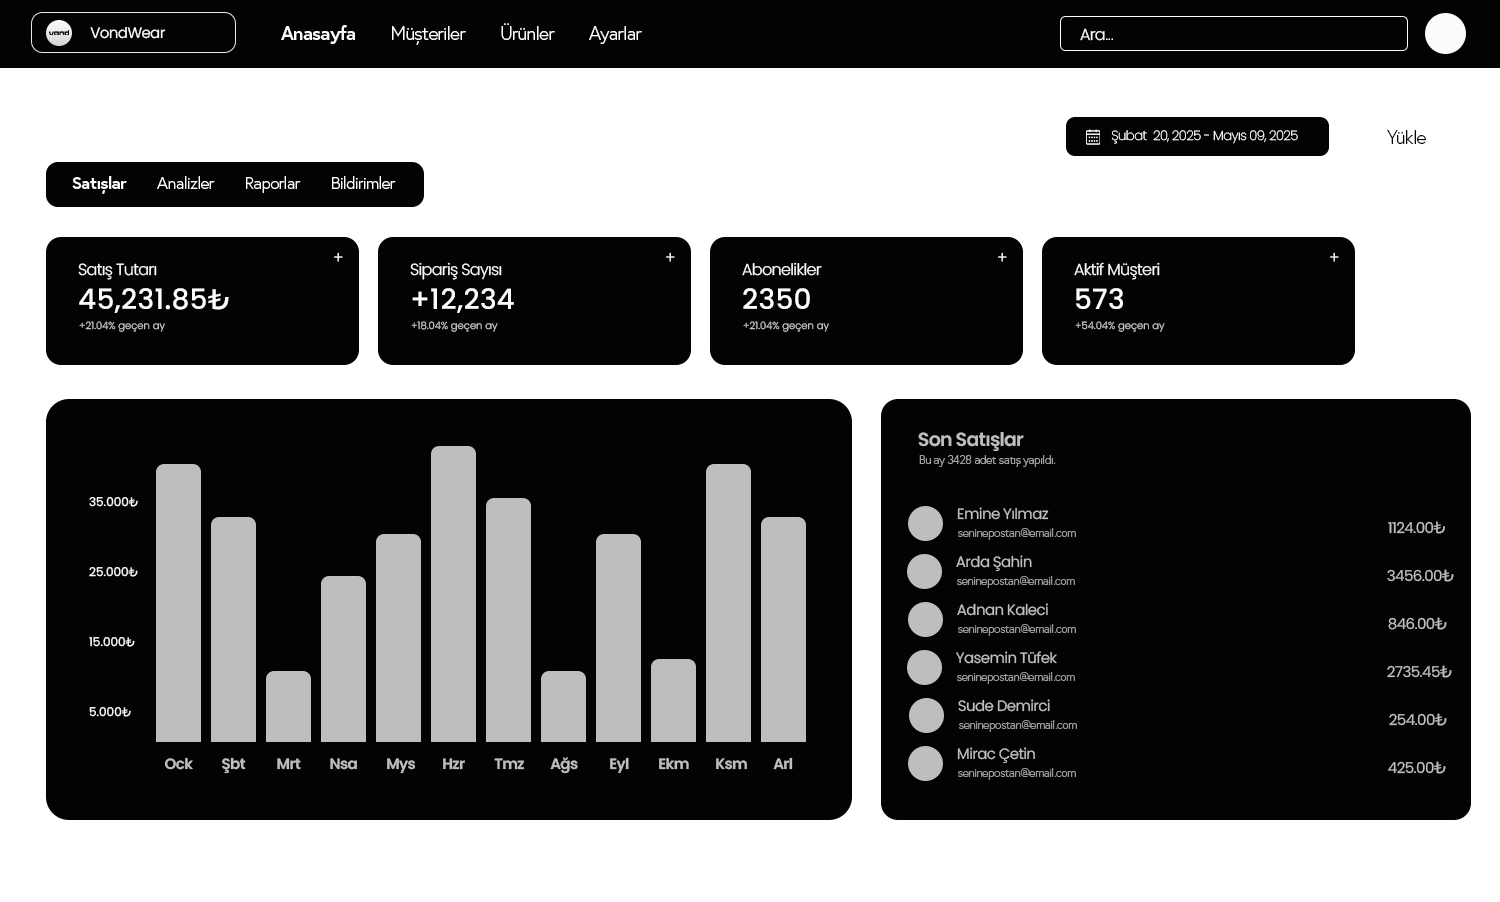 vond VondWear Anasayfa Müşteriler Ürünler Ayarlar Ara...
Şubat 20, 2025 - Mayıs 09, 2025 Yükle
Satışlar Analizler Raporlar Bildirimler
Satış Tutarı +
45,231.85₺
+21.04% geçen ay
Sipariş Sayısı +
+12,234
+18.04% geçen ay
Abonelikler +
2350
+21.04% geçen ay
Aktif Müşteri +
573
+54.04% geçen ay
35.000₺
25.000₺
15.000₺
5.000₺
Ock Şbt Mrt Nsa Mys Hzr Tmz Ağs Eyl Ekm Ksm Arl
Son Satışlar
Bu ay 3428 adet satış yapıldı.
Emine Yılmaz
seninepostan@email.com
1124.00₺
Arda Şahin
seninepostan@email.com
3456.00₺
Adnan Kaleci
seninepostan@email.com
846.00₺
Yasemin Tüfek
seninepostan@email.com
2735.45₺
Sude Demirci
seninepostan@email.com
254.00₺
Mirac Çetin
seninepostan@email.com
425.00₺